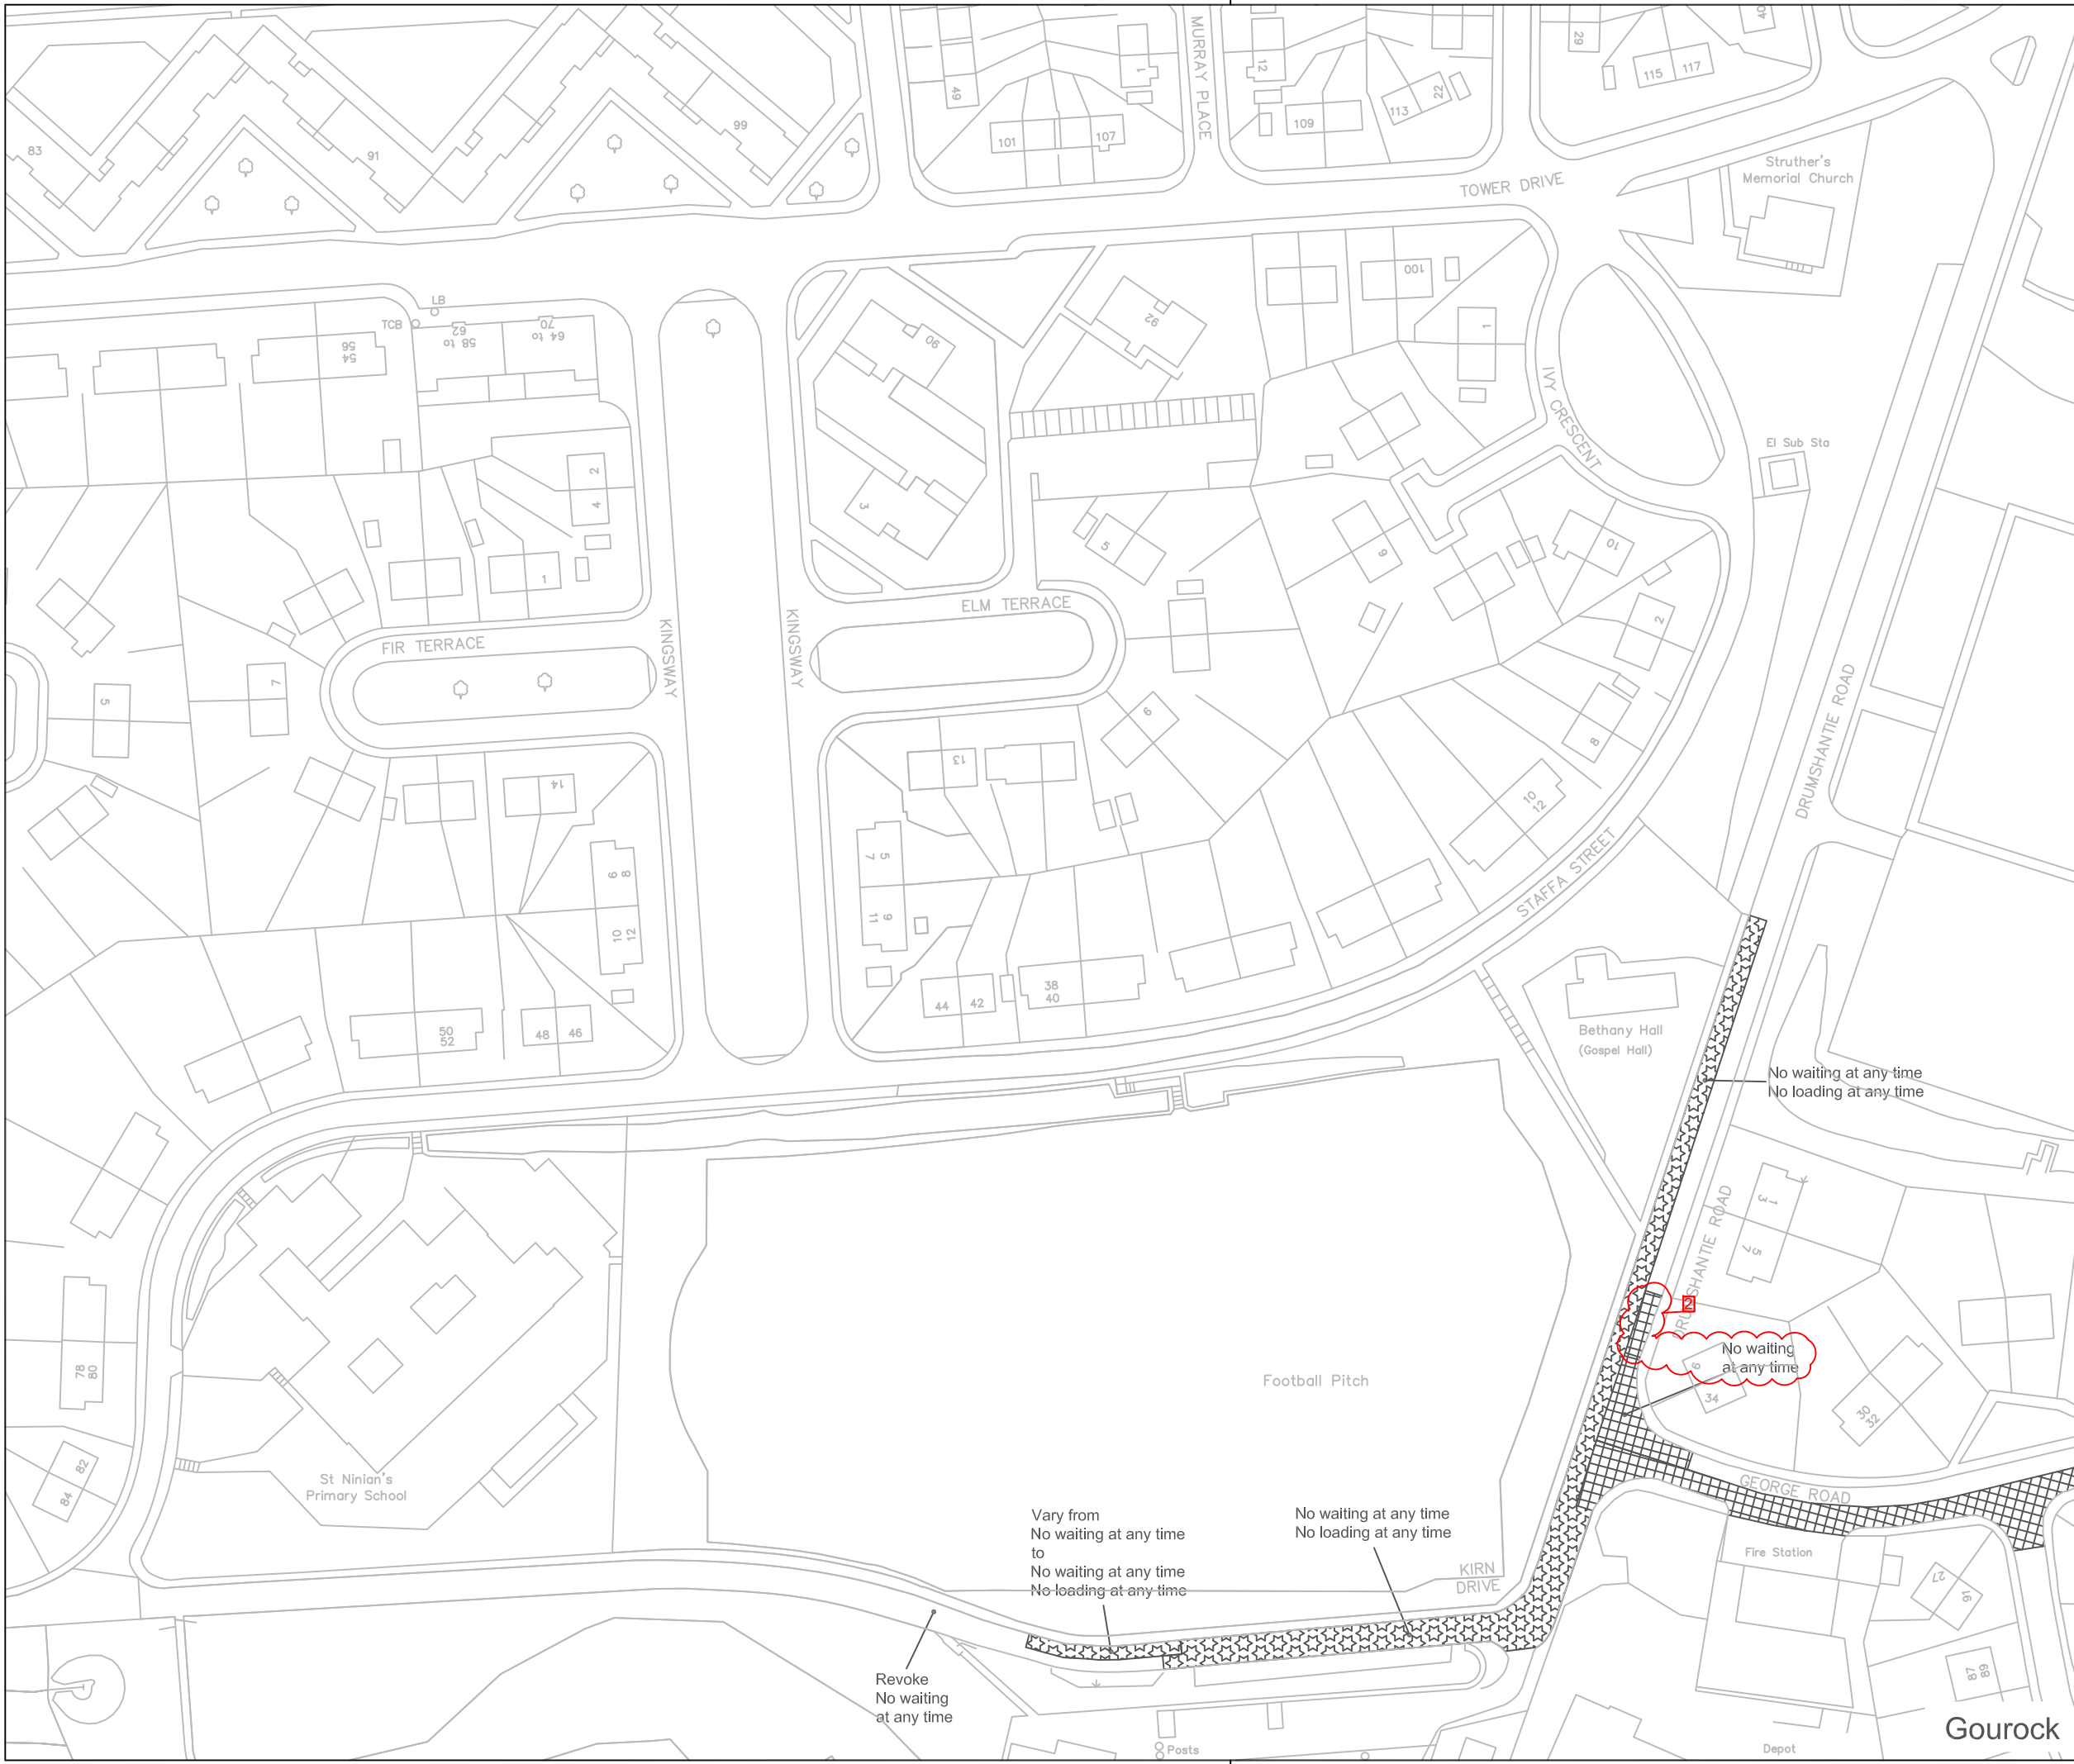 MURRAY PLACE
49
1
12
29
40
115
117
113
22
109
101
107
99
91
83
TOWER DRIVE
Struther's
Memorial Church
LB
TCB
56
54
58 to
62
64 to
70
90
92
100
1
IVY CRESCENT
El Sub Sta
2
4
3
5
9
10
1
FIR TERRACE
KINGSWAY
KINGSWAY
ELM TERRACE
2
7
5
8
9
DRUMSHANTIE ROAD
13
14
10
12
STAFFA STREET
5
7
6
8
9
11
10
12
44
42
38
40
50
52
48
46
Bethany Hall
(Gospel Hall)
No waiting at any time
No loading at any time
DRUMSHANTIE ROAD
1
3
5
7
2
No waiting
at any time
9
34
30
32
78
80
Football Pitch
82
84
St Ninian's
Primary School
GEORGE ROAD
Vary from
No waiting at any time
to
No waiting at any time
No loading at any time
No waiting at any time
No loading at any time
Fire Station
KIRN
DRIVE
27
16
Revoke
No waiting
at any time
87
89
Gourock
Posts
Depot